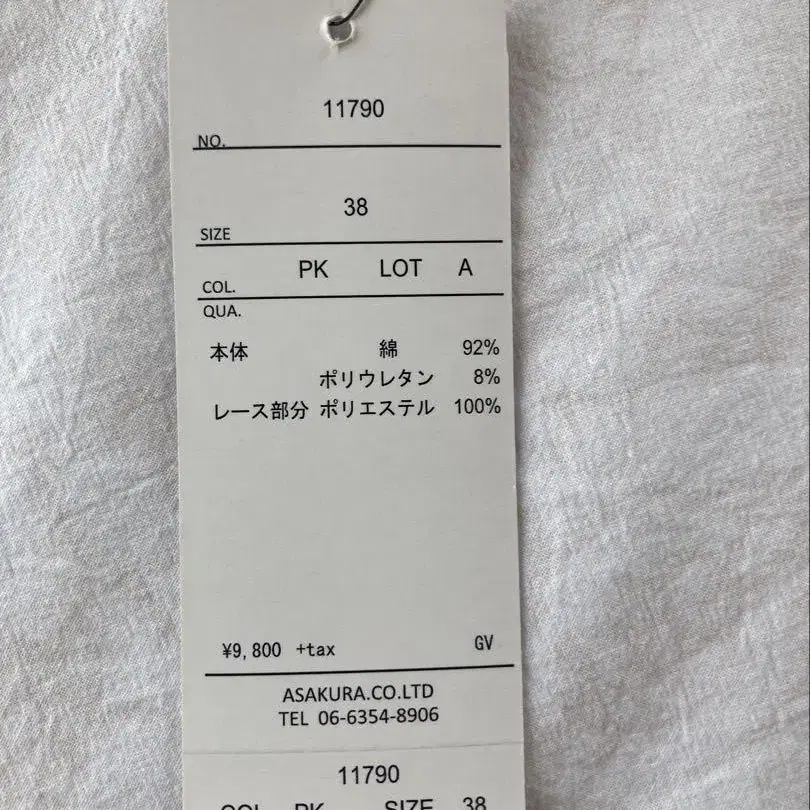 11790
NO.
38
SIZE
PK LOT A
COL.
QUA.
本体 綿 92%
ポリウレタン 8%
レース部分 ポリエステル 100%
¥9,800 +tax GV
ASAKURA.CO.LTD
TEL 06-6354-8906
11790
COL. PK SIZE 38